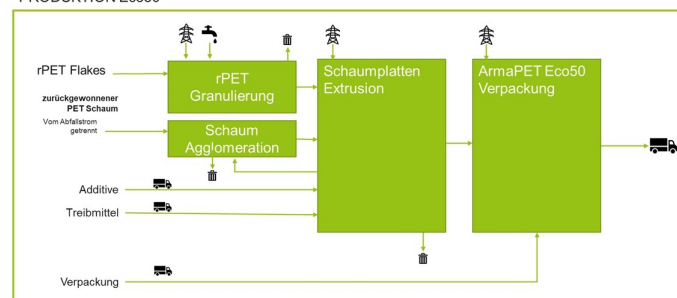 rPET Flakes
rPET
Granulierung
Schaumplatten
Extrusion
ArmaPET Eco50
Verpackung
zurückgewonnener
PET Schaum
Vom Abfallstrom
getrennt
Schaum
Agglomeration
Additive
Treibmittel
Verpackung